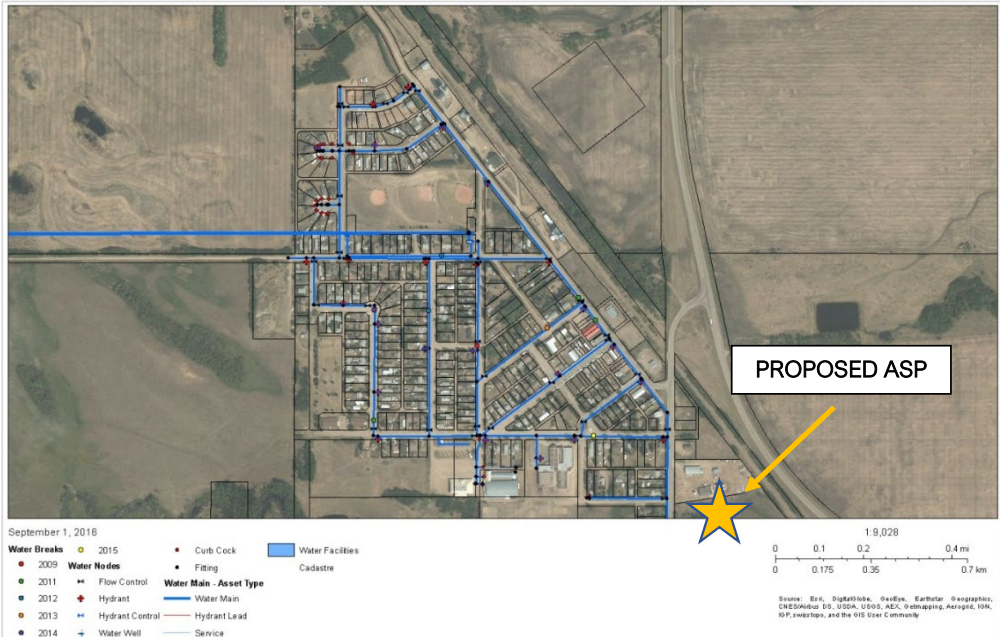 PROPOSED ASP
September 1, 2016
Water Breaks
2009
2011
2012
2013
2014
2015
Water Nodes
Flow Control
Hydrant
Hydrant Control
Water Well
Curb Cock
Fitting
Water Main - Asset Type
Water Main
Hydrant Lead
Service
Water Facilities
Cadastre
1:9,028
0 0.1 0.2 0.4 mi
0 0.175 0.35 0.7 km
Source: Esri, DigitalGlobe, GeoEye, Earthstar Geographics,
CNES/Airbus DS, USDA, USGS, AEX, Getmapping, Aerogrid, IGN,
IGP, swisstopo, and the GIS User Community